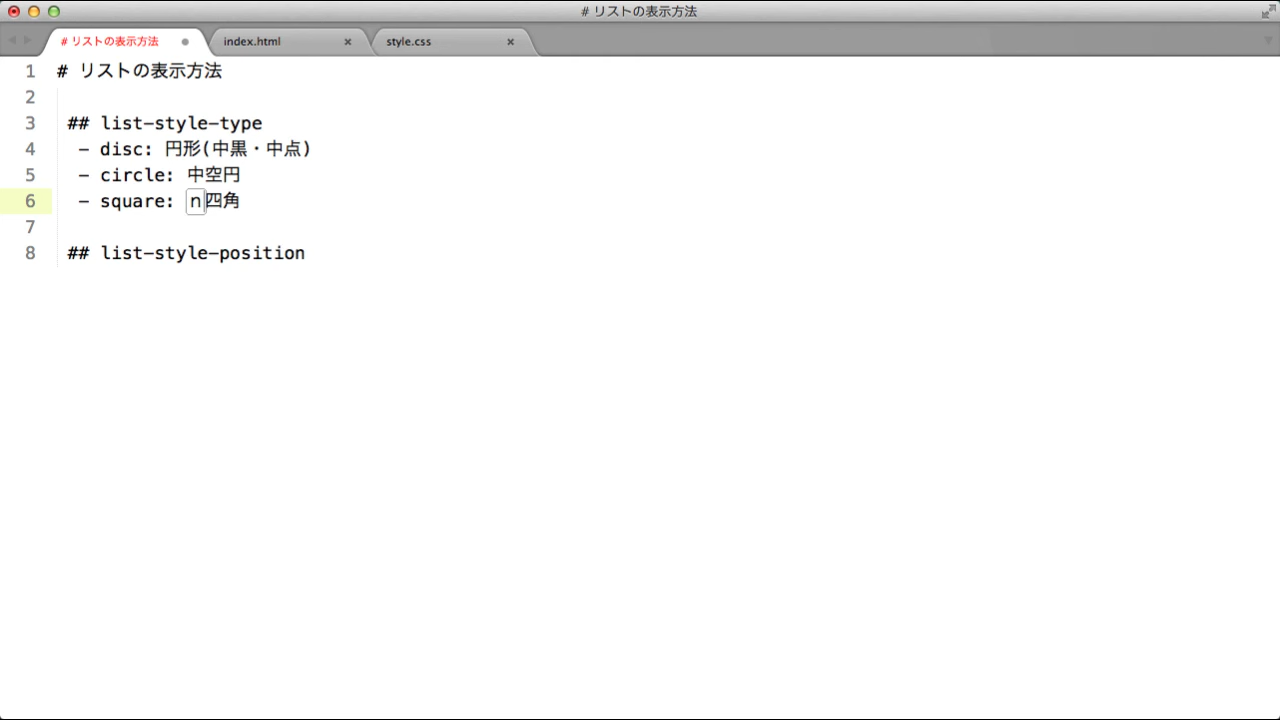 # リストの表示方法
# リストの表示方法
index.html
style.css
1 # リストの表示方法
2
3 ## list-style-type
4 - disc: 円形(中黒・中点)
5 - circle: 中空円
6 - square: n四角
7
8 ## list-style-position